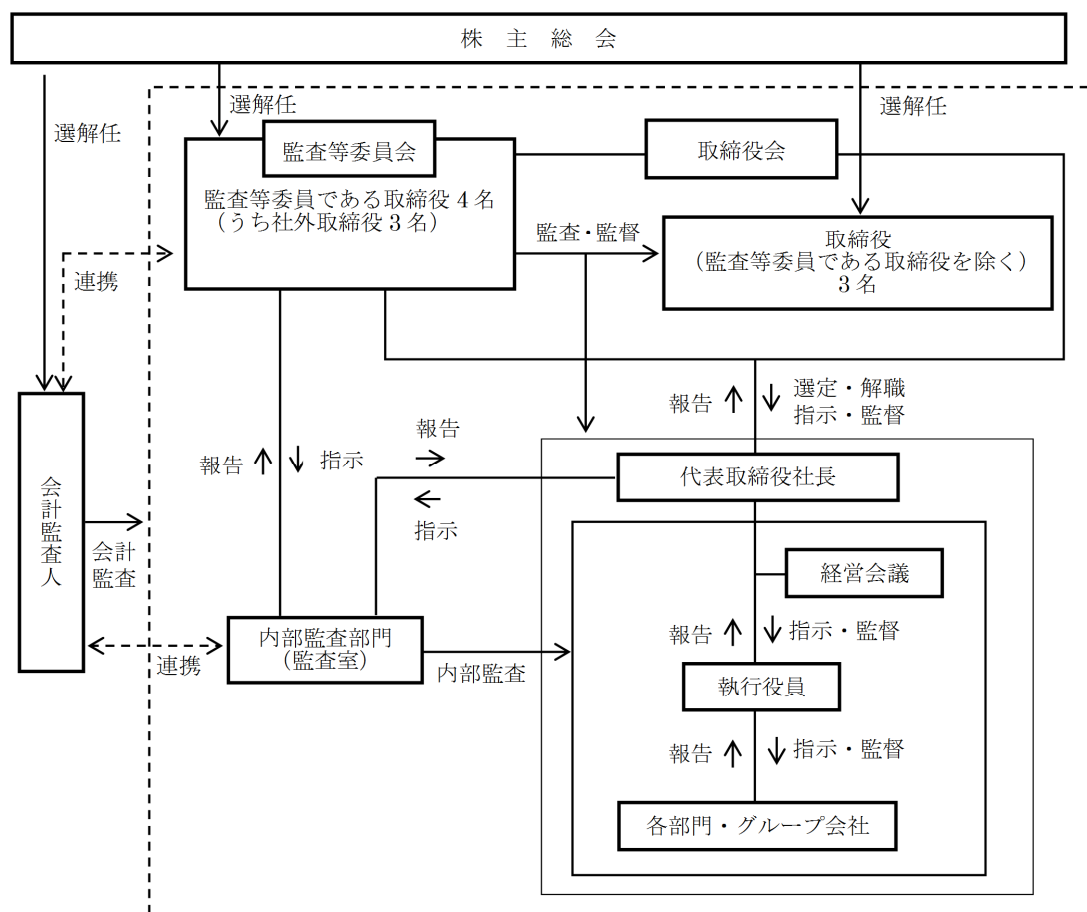 株 主 総 会
選解任
選解任
選解任
監査等委員会
取締役会
監査等委員である取締役4名
（うち社外取締役3名）
監査・監督
取締役
（監査等委員である取締役を除く）
3名
連携
報告
選定・解職
指示・監督
報告
指示
報告
指示
代表取締役社長
会計監査人
会計
監査
経営会議
報告
指示・監督
内部監査部門
（監査室）
連携
内部監査
執行役員
報告
指示・監督
各部門・グループ会社